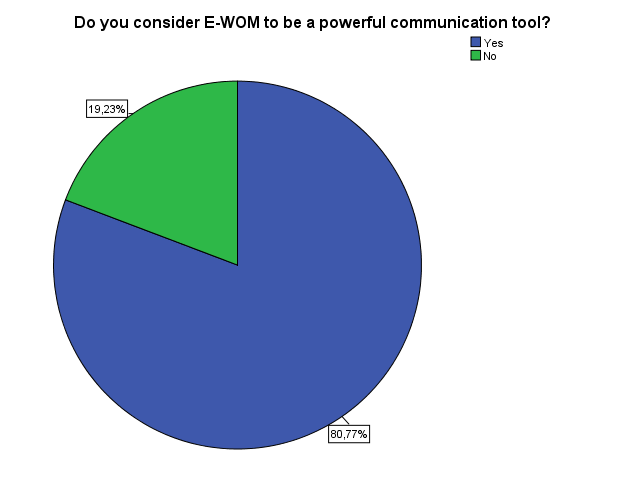 Do you consider E-WOM to be a powerful communication tool?
Yes
No
19,23%
80,77%